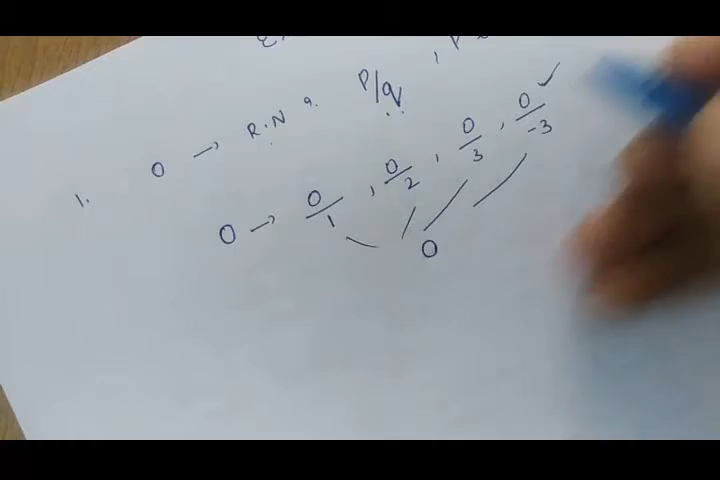 1. 0 → R.N ?. P/q
0 → 0/1 , 0/2 , 0/3 , 0/-3 ✓
0